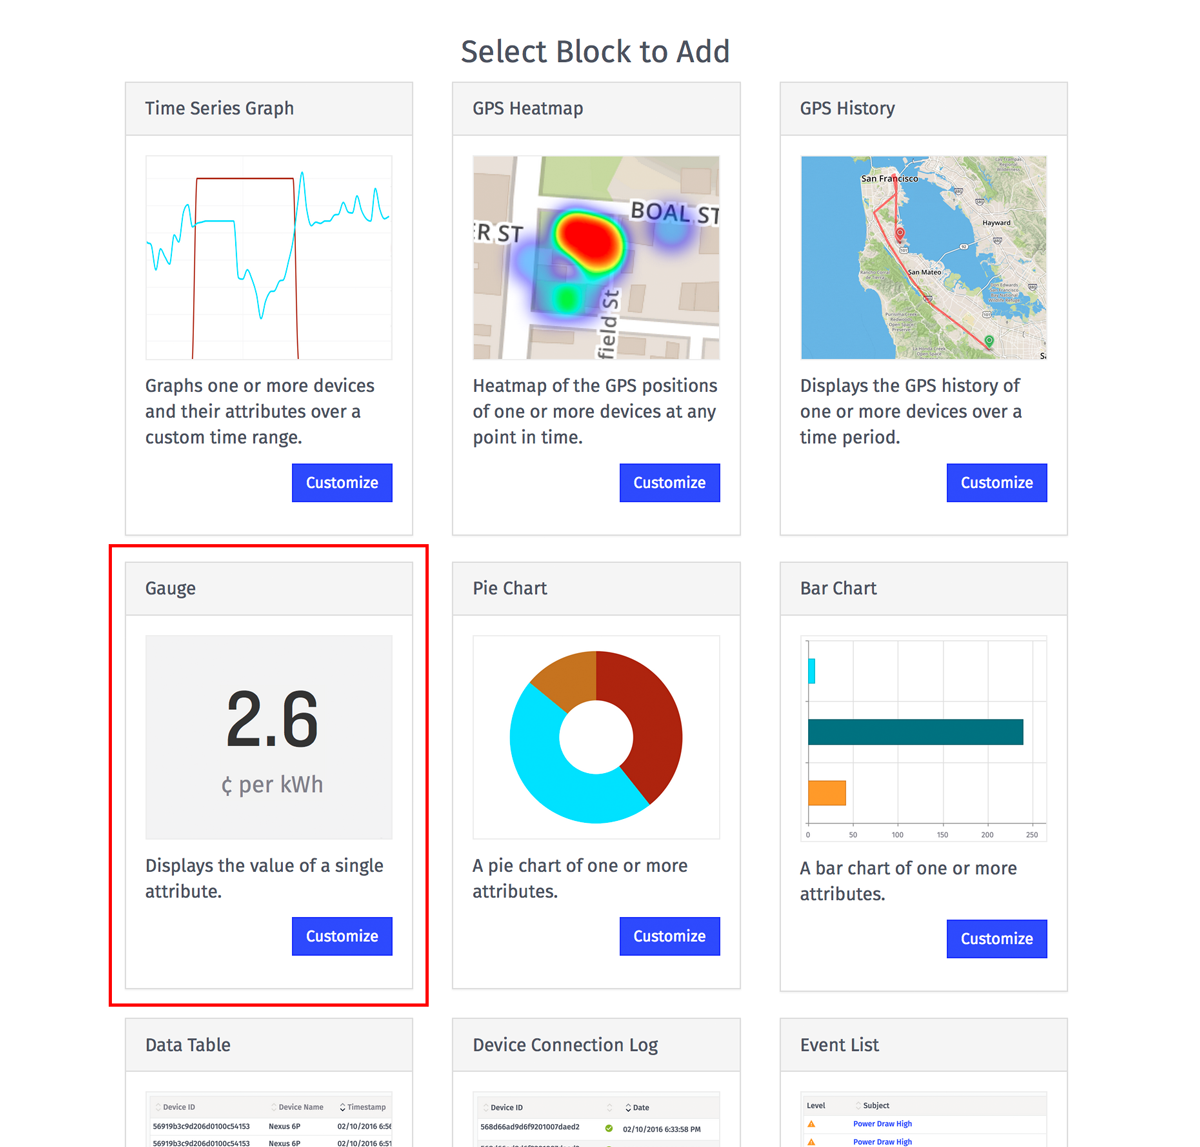 Select Block to Add
Time Series Graph
Graphs one or more devices
and their attributes over a
custom time range.
Customize
GPS Heatmap
BOAL ST
ER ST
field St
Heatmap of the GPS positions
of one or more devices at any
point in time.
Customize
GPS History
San Francisco
Hayward
San Mateo
Displays the GPS history of
one or more devices over a
time period.
Customize
Gauge
2.6
¢ per kWh
Displays the value of a single
attribute.
Customize
Pie Chart
A pie chart of one or more
attributes.
Customize
Bar Chart
0 50 100 150 200 250
A bar chart of one or more
attributes.
Customize
Data Table
Device ID Device Name Timestamp
56919b3c9d206d0100c54153 Nexus 6P 02/10/2016 6:5
56919b3c9d206d0100c54153 Nexus 6P 02/10/2016 6:51
Device Connection Log
Device ID Date
568d66ad9d6f9201007daed2 02/10/2016 6:33:58 PM
Event List
Level Subject
Power Draw High
Power Draw High